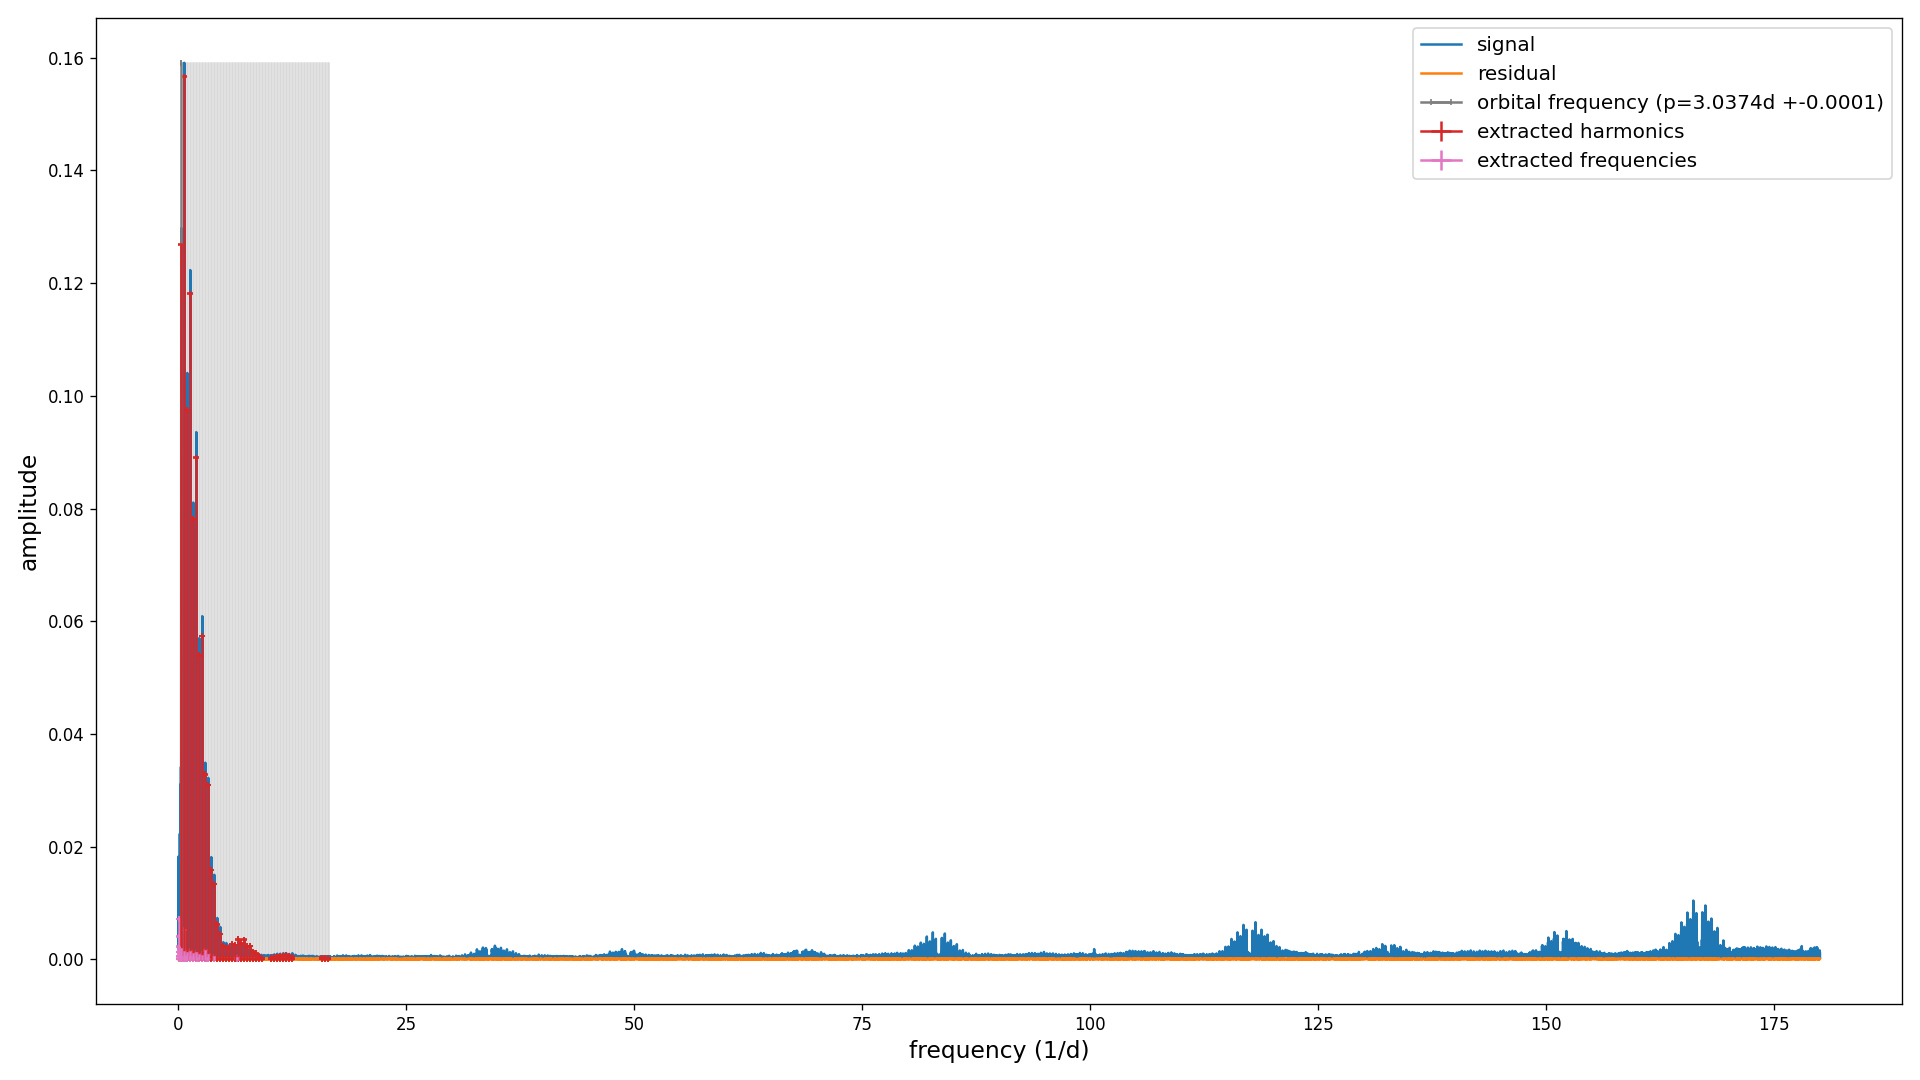 signal
residual
orbital frequency (p=3.0374d +-0.0001)
extracted harmonics
extracted frequencies
0.16
0.14
0.12
0.10
0.08
0.06
0.04
0.02
0.00
amplitude
0 25 50 75 100 125 150 175
frequency (1/d)